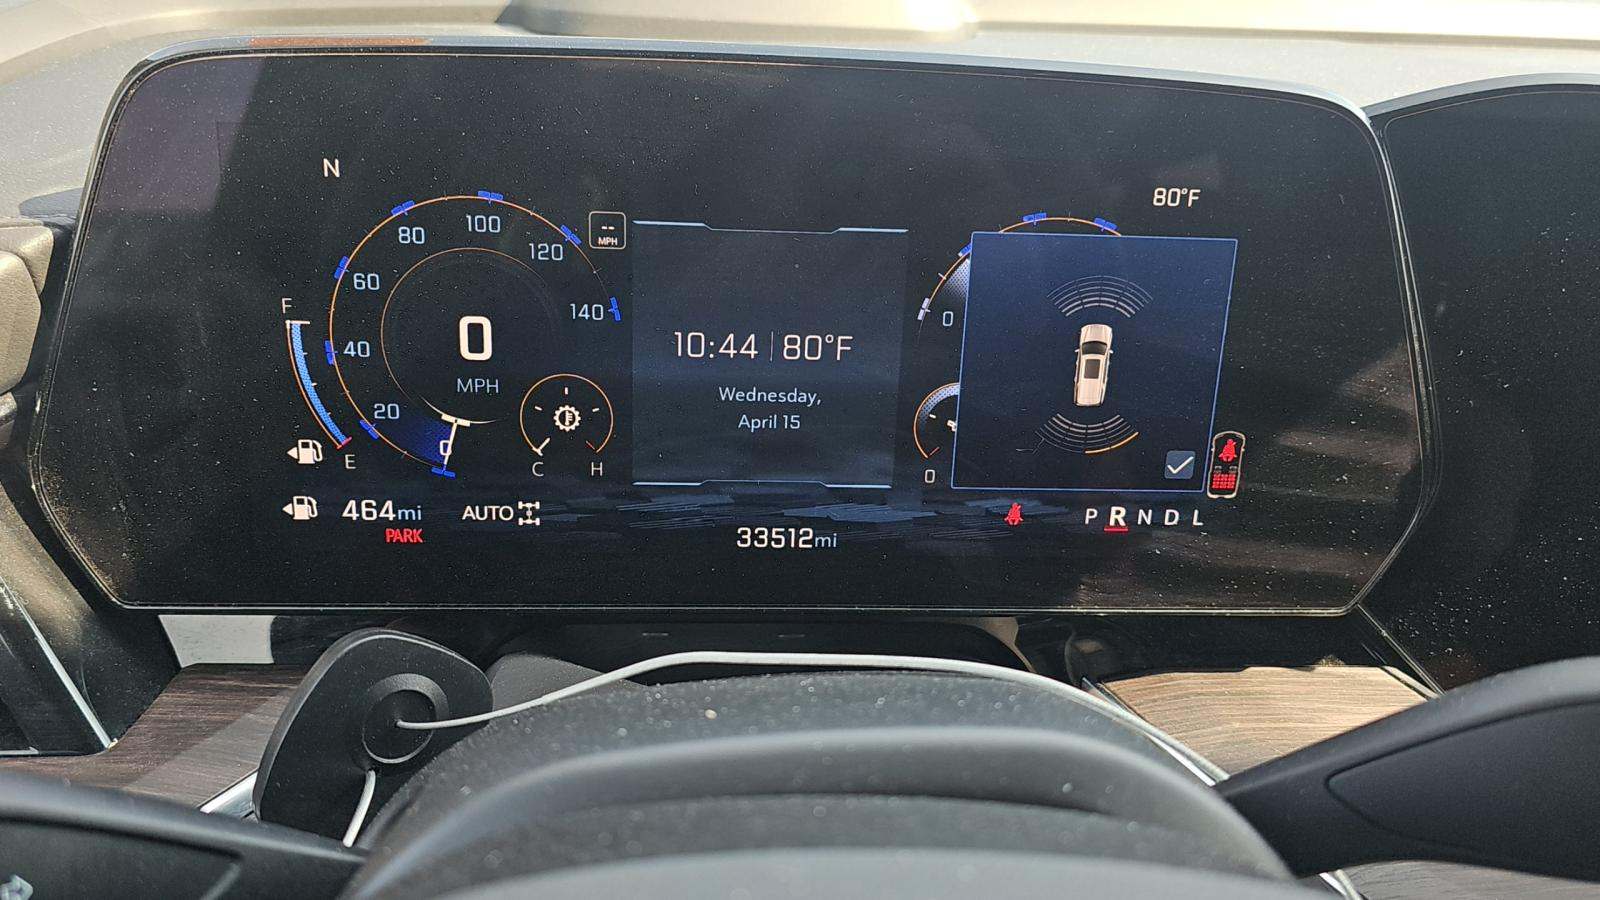 N
80°F
100
80
120
-- MPH
60
F
140
0
40
0
10:44 | 80°F
MPH
Wednesday,
20
April 15
0
E
C
H
0
464mi
AUTO
P R N D L
PARK
33512mi